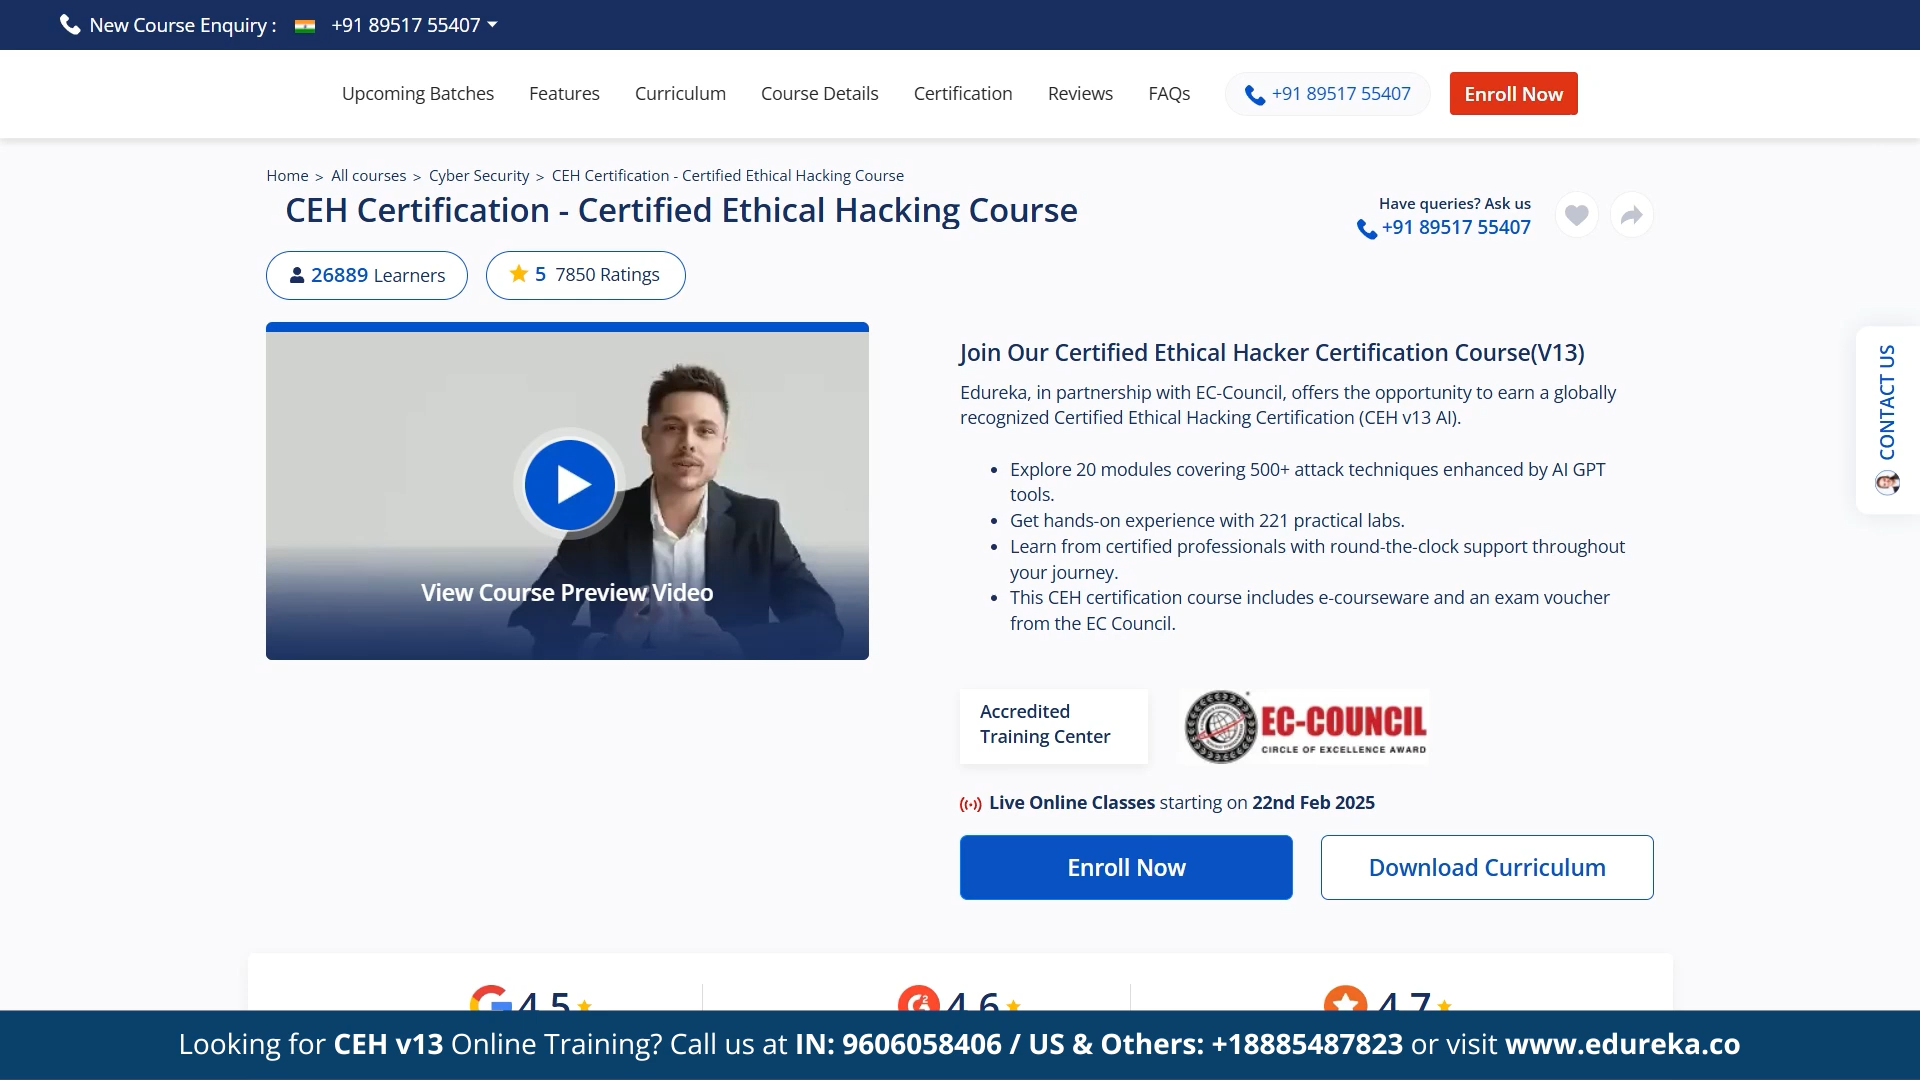 New Course Enquiry : +91 89517 55407
Upcoming Batches Features Curriculum Course Details Certification Reviews FAQs +91 89517 55407 Enroll Now
Home > All courses > Cyber Security > CEH Certification - Certified Ethical Hacking Course
CEH Certification - Certified Ethical Hacking Course
Have queries? Ask us
+91 89517 55407
26889 Learners
5 7850 Ratings
View Course Preview Video
Join Our Certified Ethical Hacker Certification Course(V13)
Edureka, in partnership with EC-Council, offers the opportunity to earn a globally
recognized Certified Ethical Hacking Certification (CEH v13 AI).
Explore 20 modules covering 500+ attack techniques enhanced by AI GPT
tools.
Get hands-on experience with 221 practical labs.
Learn from certified professionals with round-the-clock support throughout
your journey.
This CEH certification course includes e-courseware and an exam voucher
from the EC Council.
CONTACT US
Accredited
Training Center
EC-COUNCIL
CIRCLE OF EXCELLENCE AWARD
Live Online Classes starting on 22nd Feb 2025
Enroll Now
Download Curriculum
4.5 4.6 4.7
Looking for CEH v13 Online Training? Call us at IN: 9606058406 / US & Others: +18885487823 or visit www.edureka.co